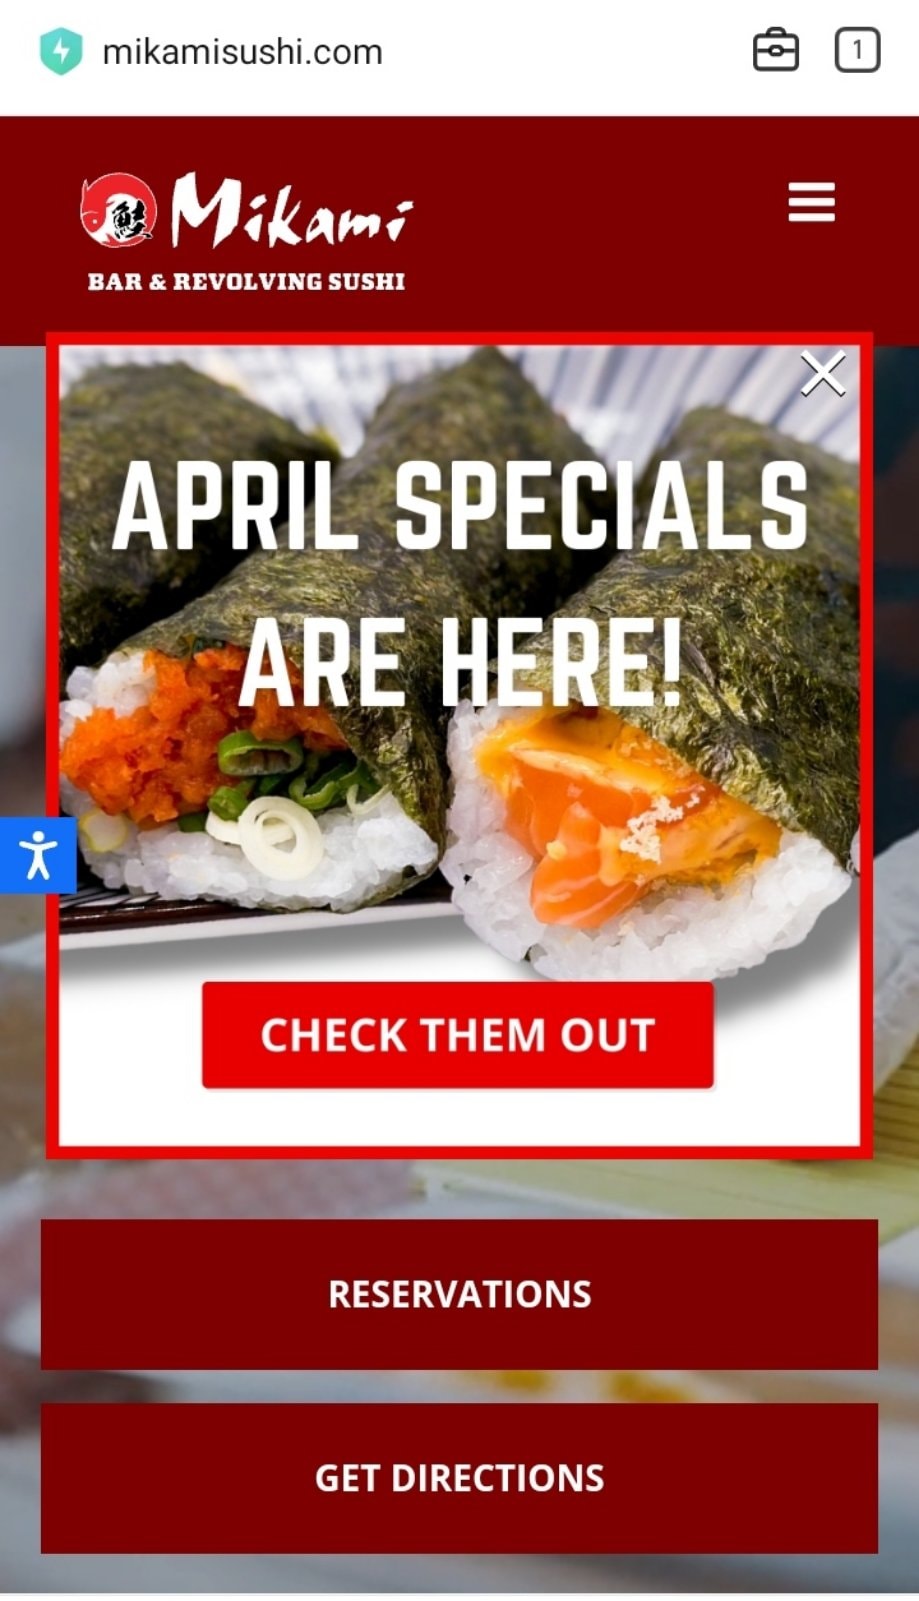 mikamisushi.com
1
Mikami
BAR & REVOLVING SUSHI
APRIL SPECIALS
ARE HERE!
CHECK THEM OUT
RESERVATIONS
GET DIRECTIONS